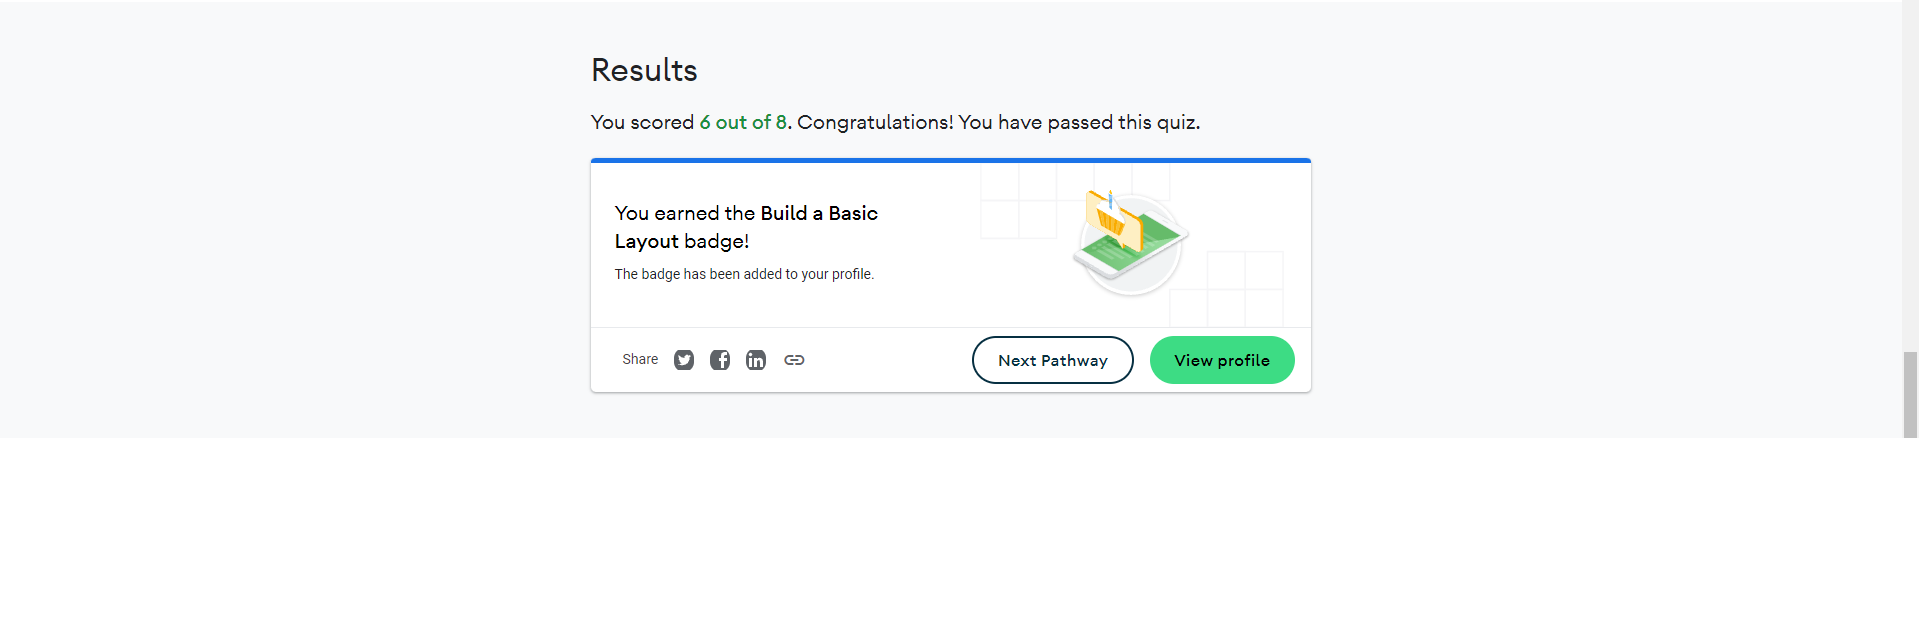 Results
You scored 6 out of 8. Congratulations! You have passed this quiz.
You earned the Build a Basic
Layout badge!
The badge has been added to your profile.
Share
Next Pathway
View profile